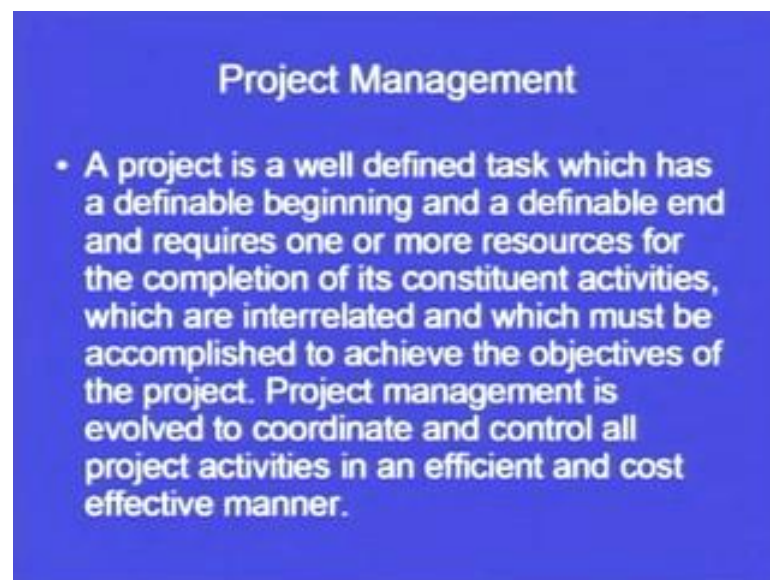 Project Management
• A project is a well defined task which has
a definable beginning and a definable end
and requires one or more resources for
the completion of its constituent activities,
which are interrelated and which must be
accomplished to achieve the objectives of
the project. Project management is
evolved to coordinate and control all
project activities in an efficient and cost
effective manner.